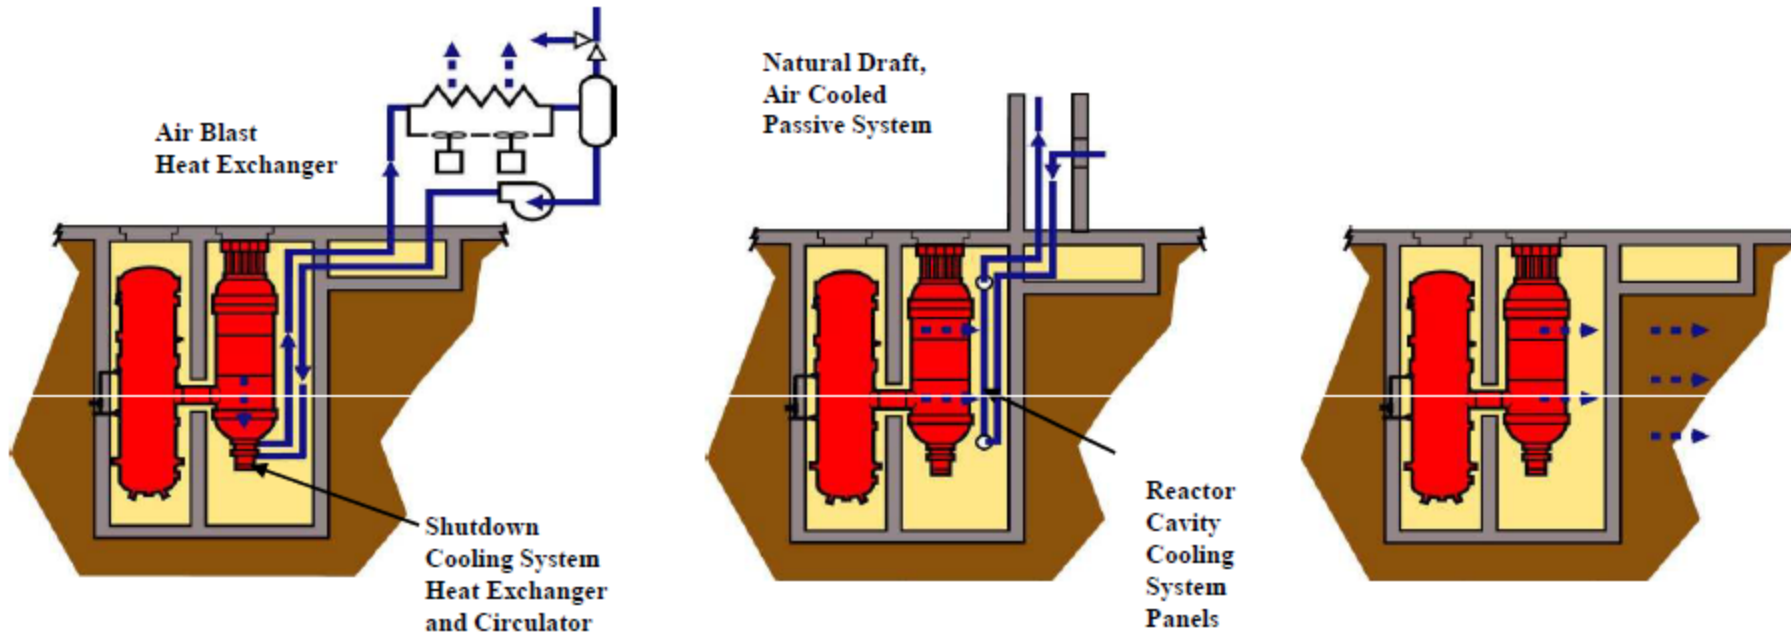 Air Blast
Heat Exchanger
Shutdown
Cooling System
Heat Exchanger
and Circulator
Natural Draft,
Air Cooled
Passive System
Reactor
Cavity
Cooling
System
Panels